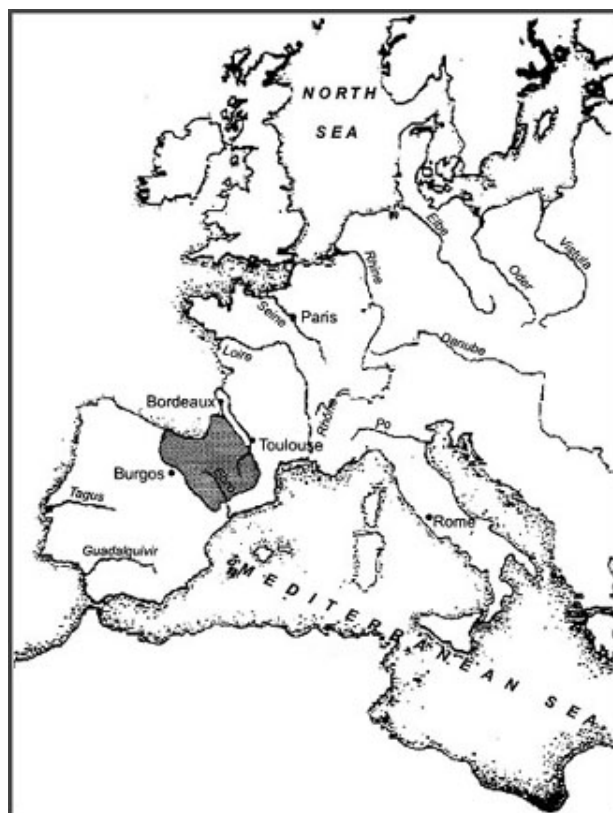 NORTH
SEA
Elbe
Oder
Vistula
Rhine
Seine
Paris
Loire
Danube
Bordeaux
Rhône
Po
Toulouse
Burgos
Tagus
Rome
Guadalguivir
MEDITERRANEAN SEA